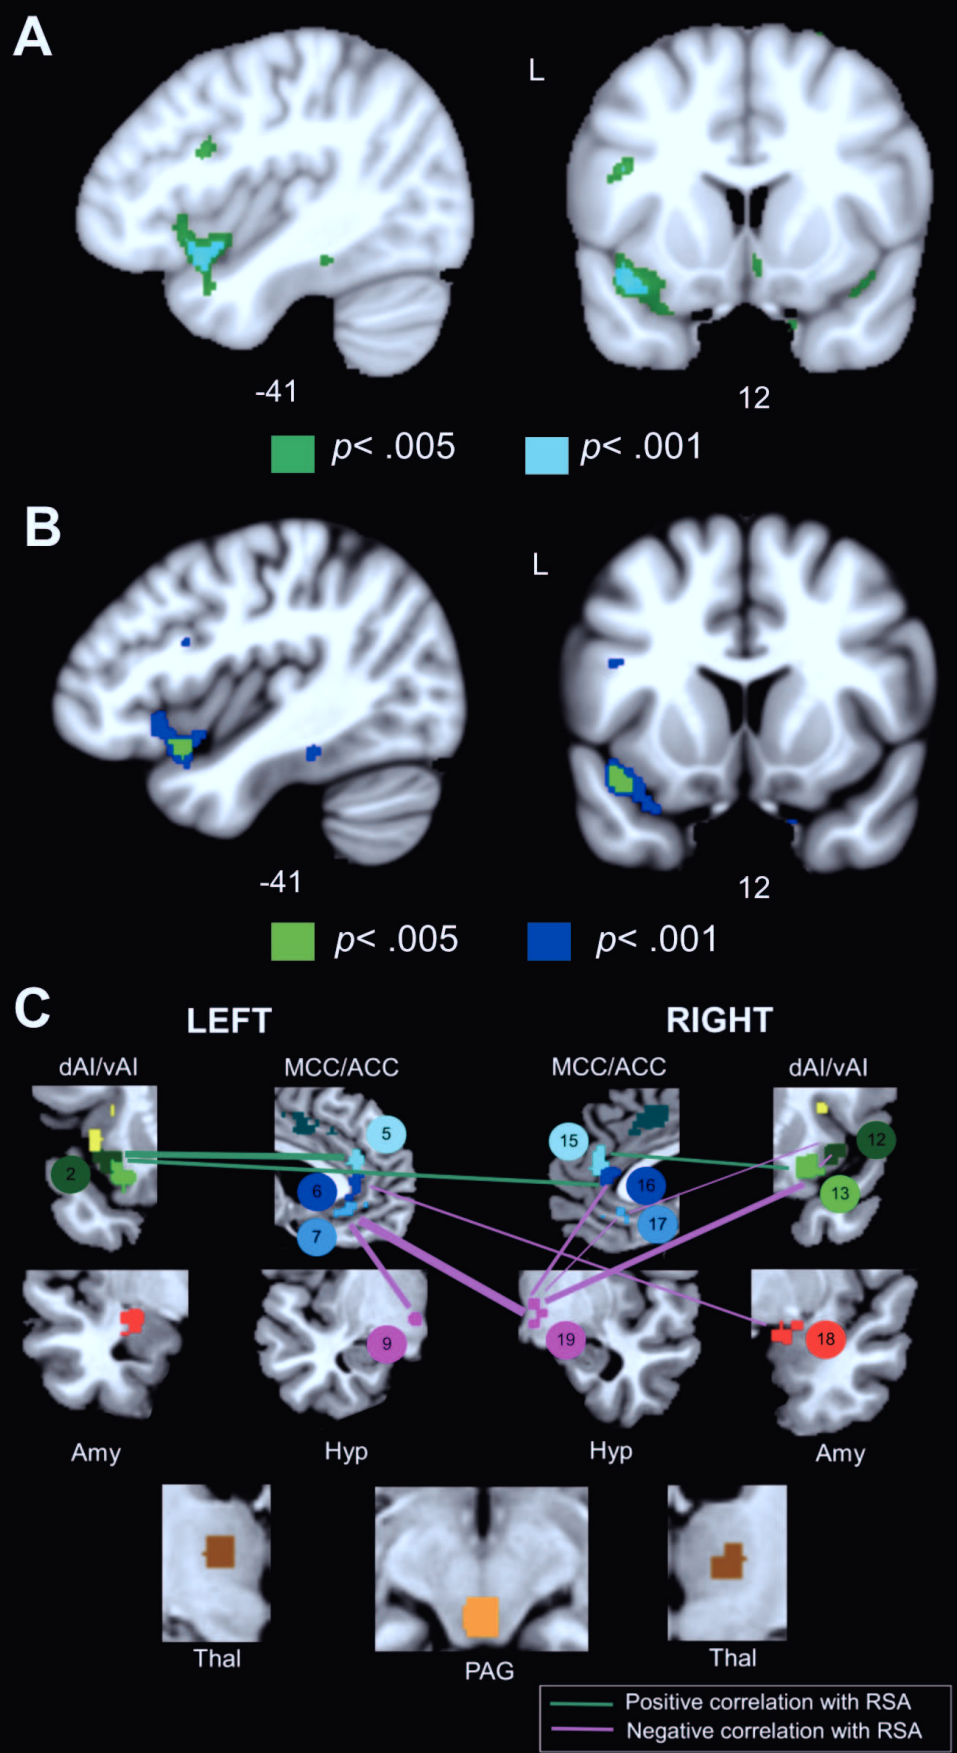 A
L
-41
12
p< .005 p< .001
B
L
-41
12
p< .005 p< .001
C
LEFT RIGHT
dAI/vAI MCC/ACC MCC/ACC dAI/vAI
5 15 12
2 6 16 13
7 17
9 19 18
Amy Hyp Hyp Amy
Thal PAG Thal
Positive correlation with RSA
Negative correlation with RSA